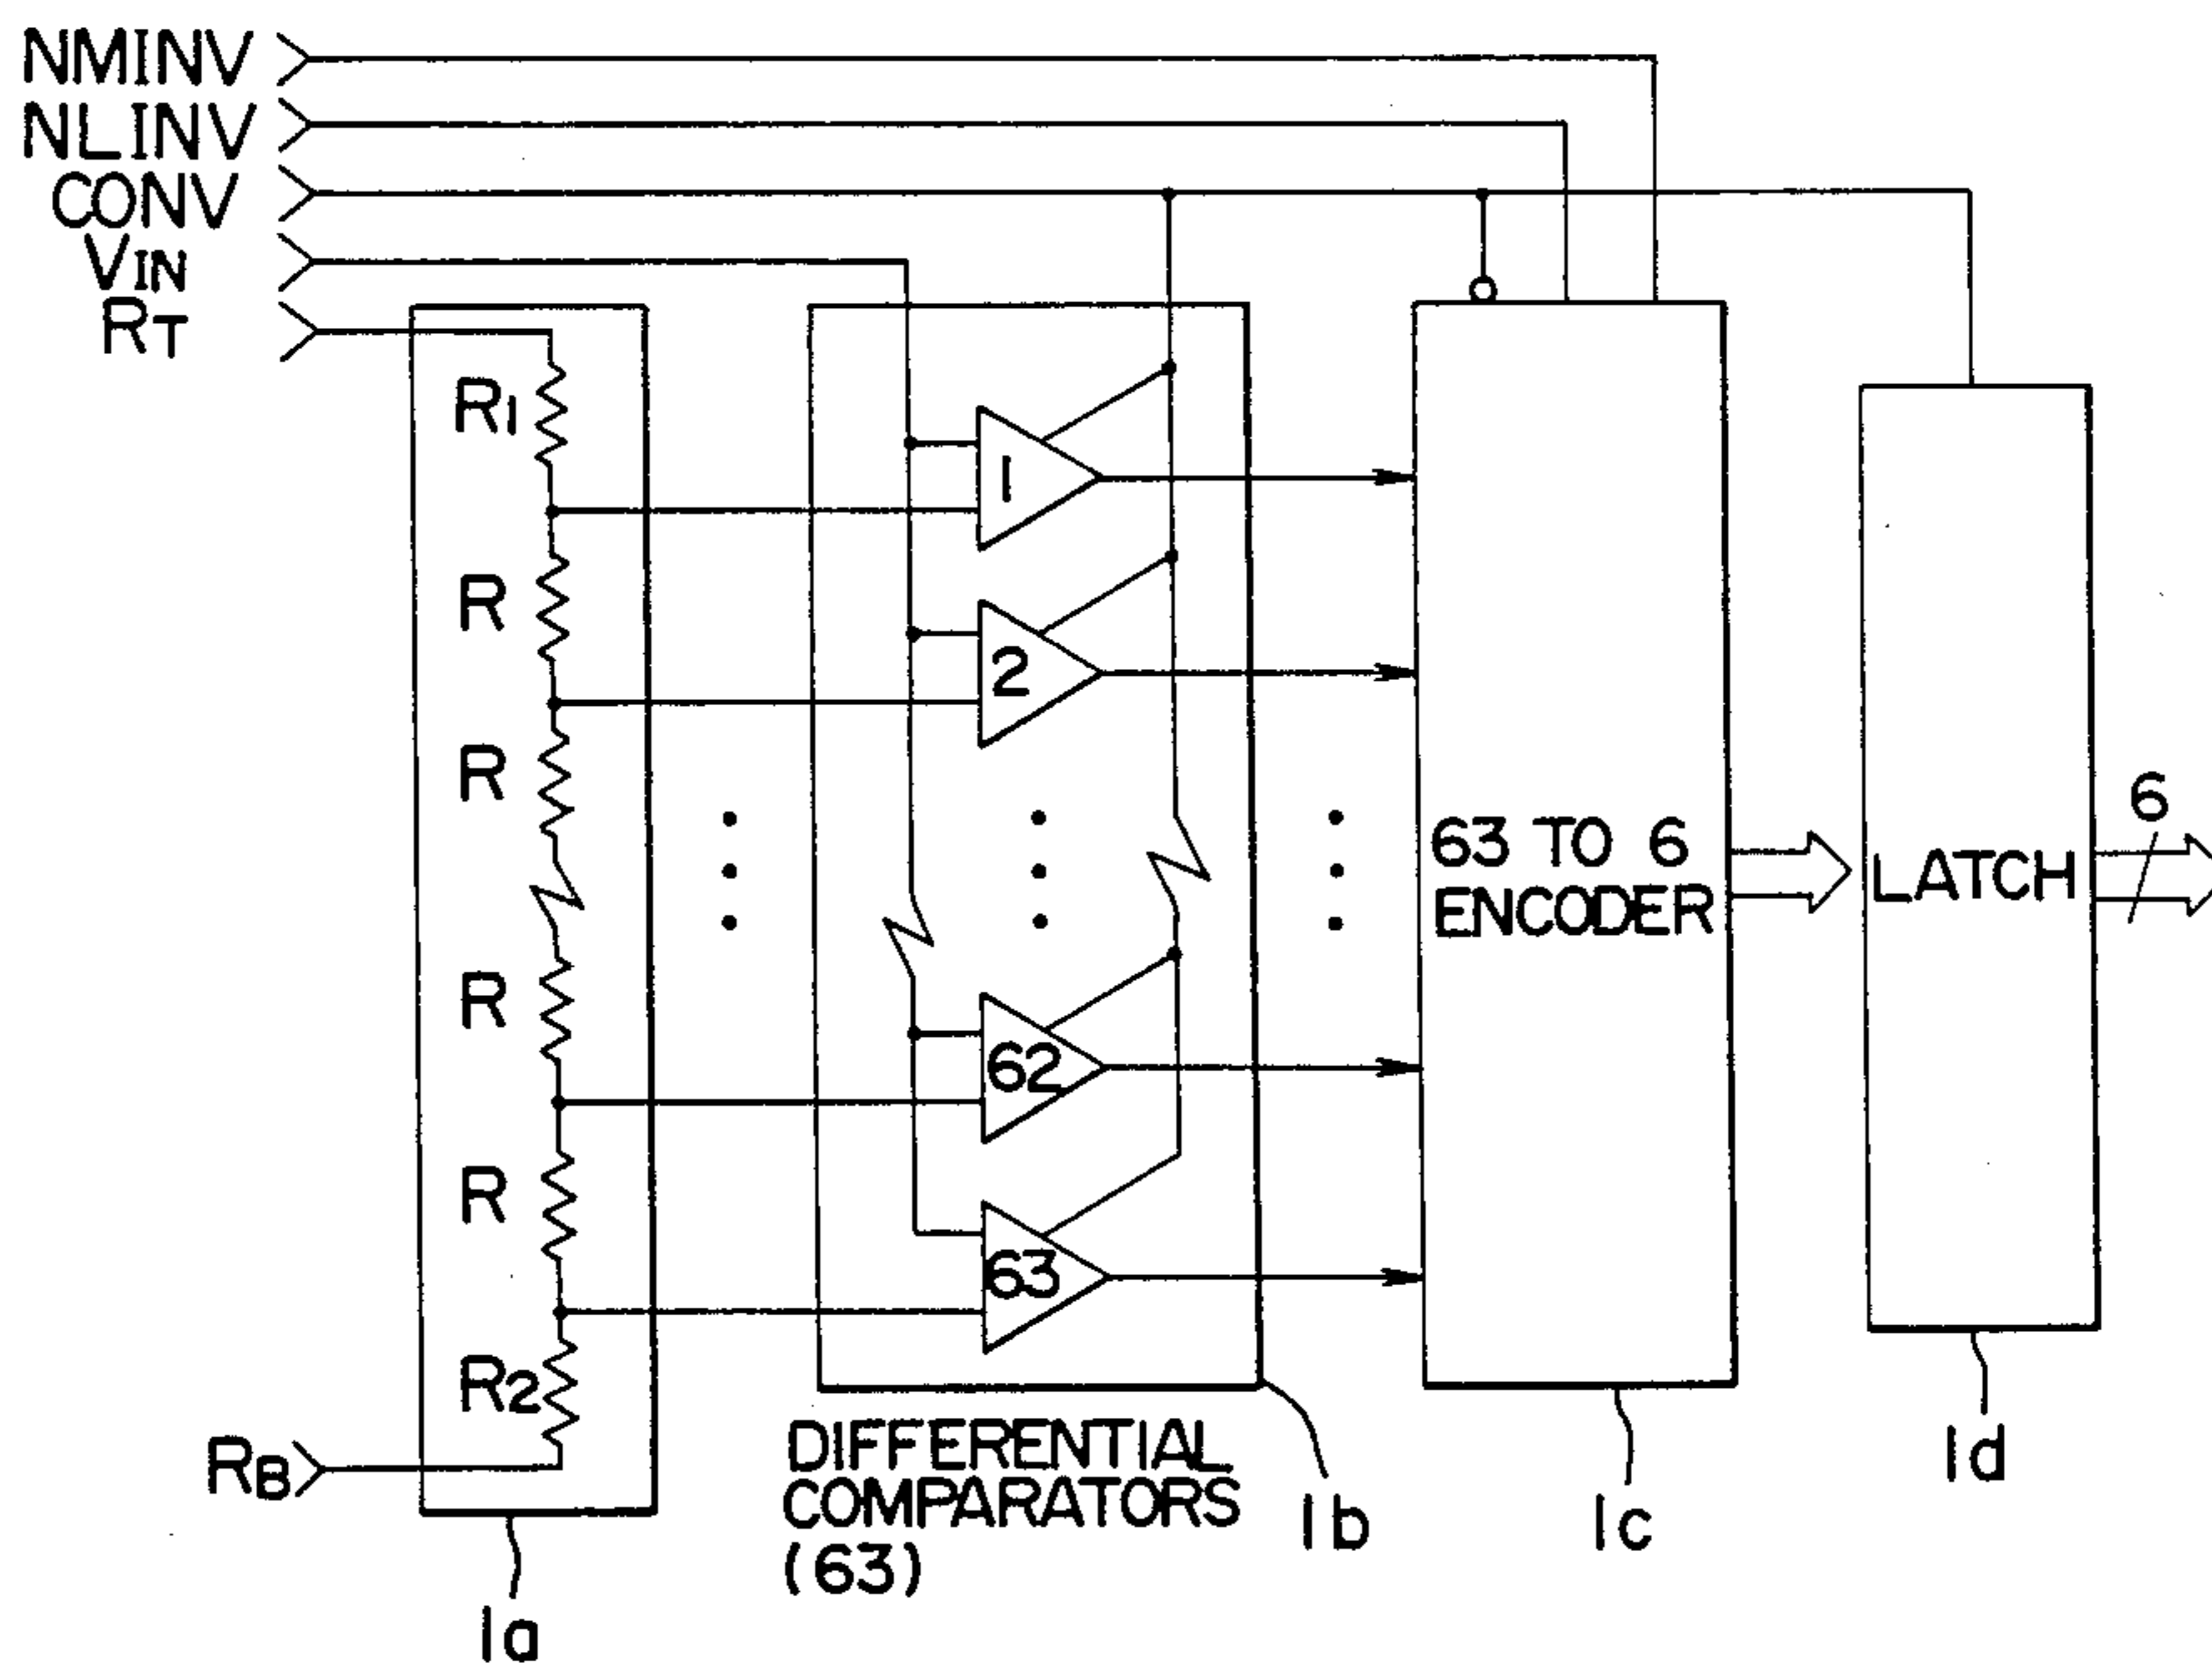 NMINV
NLINV
CONV
VIN
RT
R1
R
R
R
R
R2
RB
1
2
62
63
63 TO 6
ENCODER
LATCH
6
DIFFERENTIAL
COMPARATORS
(63)
1a
1b
1c
1d